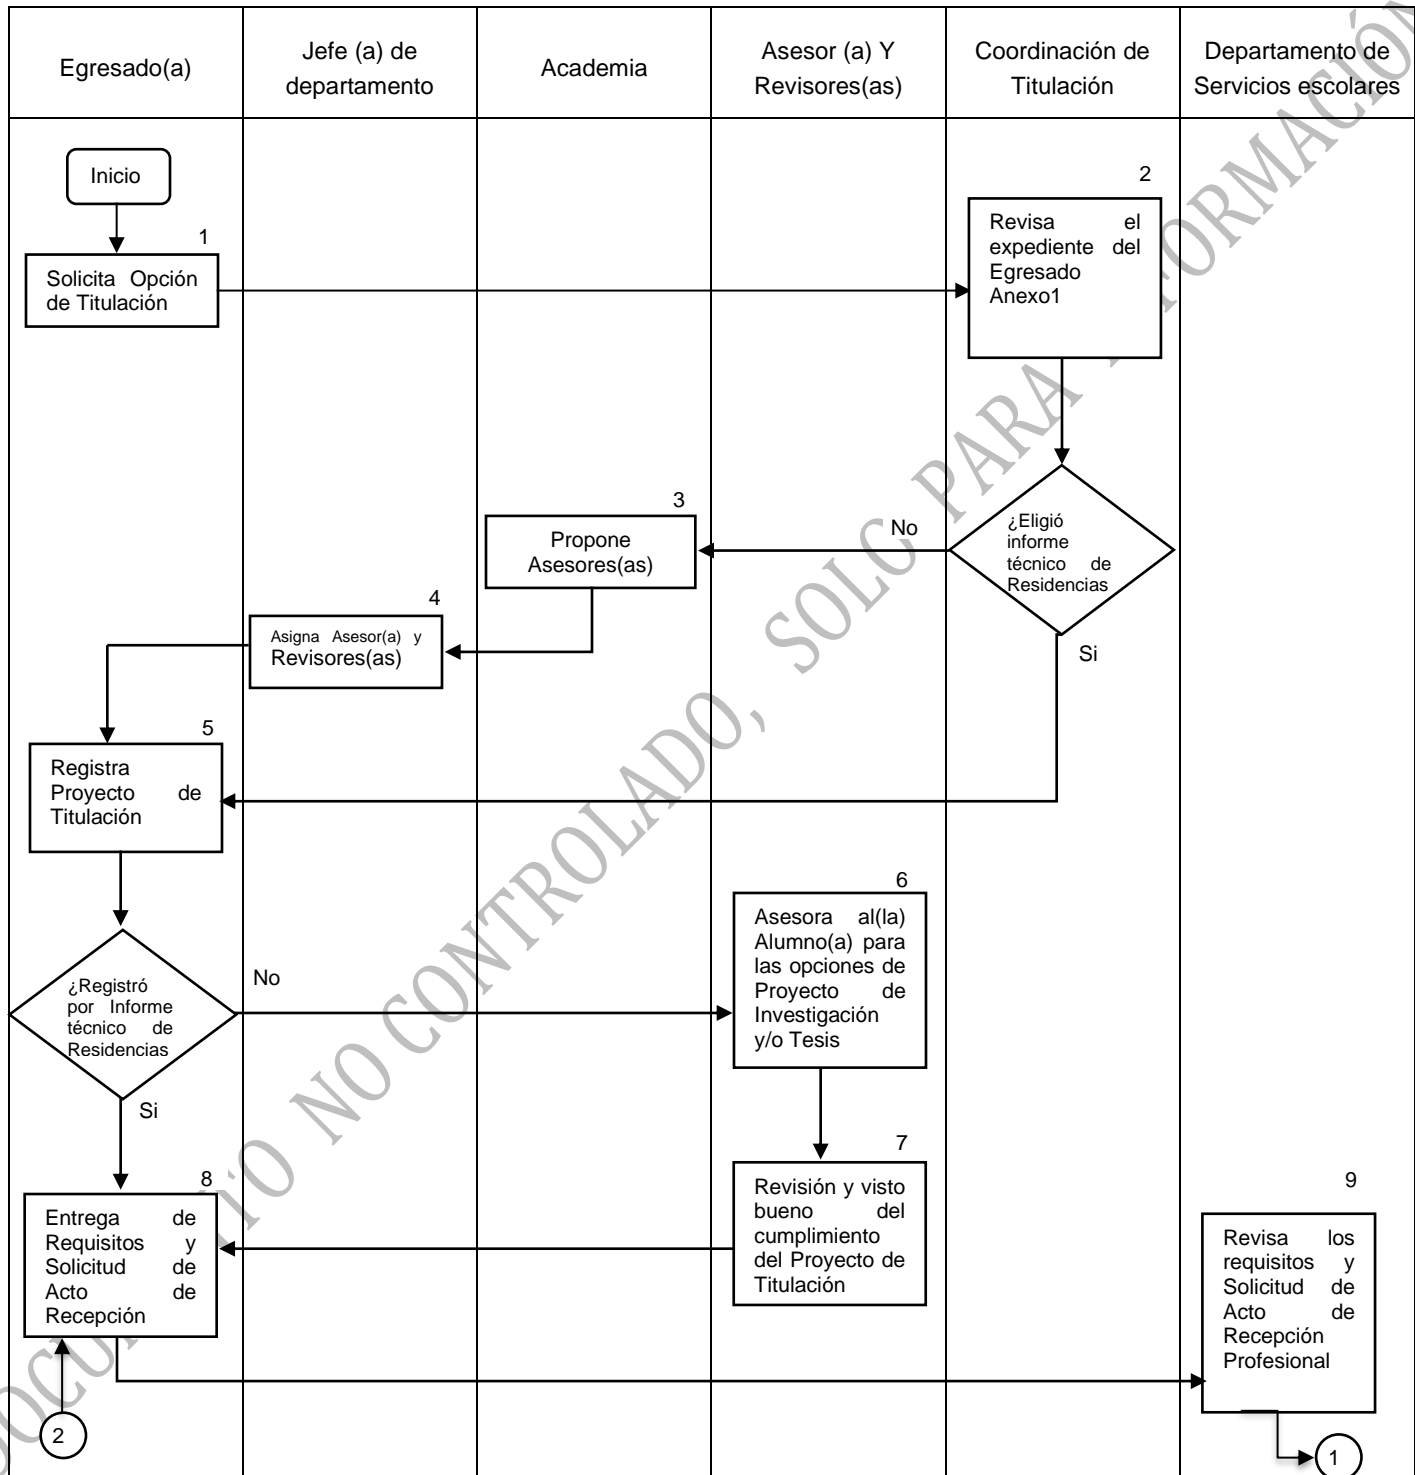 Egresado(a)
Jefe (a) de
departamento
Academia
Asesor (a) Y
Revisores(as)
Coordinación de
Titulación
Departamento de
Servicios escolares
Inicio
1
Solicita Opción
de Titulación
2
Revisa el
expediente del
Egresado
Anexo1
¿Eligió
informe
técnico de
Residencias
No
Si
3
Propone
Asesores(as)
4
Asigna Asesor(a) y
Revisores(as)
5
Registra
Proyecto de
Titulación
¿Registró
por Informe
técnico de
Residencias
No
Si
6
Asesora al(la)
Alumno(a) para
las opciones de
Proyecto de
Investigación
y/o Tesis
7
Revisión y visto
bueno del
cumplimiento
del Proyecto de
Titulación
8
Entrega de
Requisitos y
Solicitud de
Acto de
Recepción
9
Revisa los
requisitos y
Solicitud de
Acto de
Recepción
Profesional
2
1
NO CONTROLADO, SOLO PARA